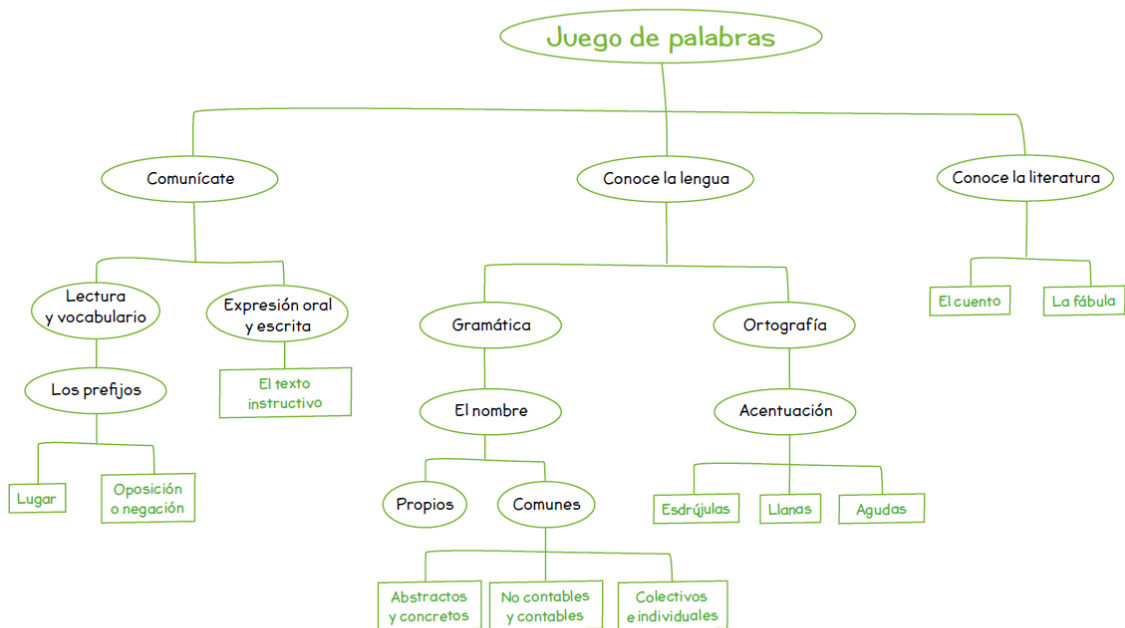 Juego de palabras
Comunícate
Conoce la lengua
Conoce la literatura
Lectura
y vocabulario
Expresión oral
y escrita
Gramática
Ortografía
El cuento
La fábula
Los prefijos
El texto
instructivo
El nombre
Acentuación
Lugar
Oposición
o negación
Propios
Comunes
Esdrújulas
Llanas
Agudas
Abstractos
y concretos
No contables
y contables
Colectivos
e individuales